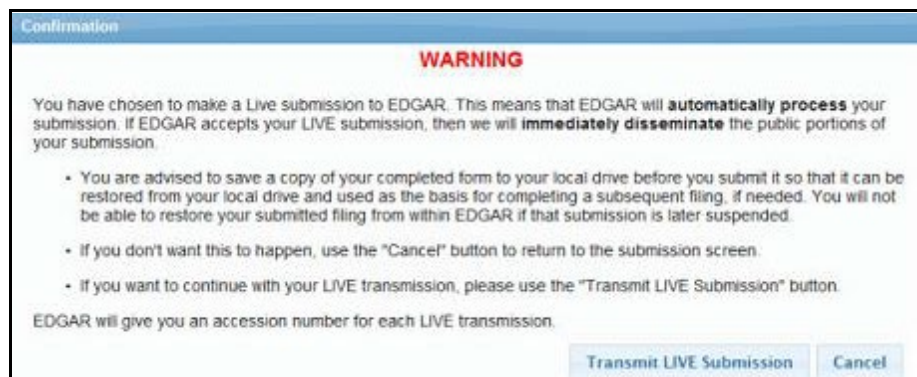 Confirmation
WARNING
You have chosen to make a Live submission to EDGAR. This means that EDGAR will automatically process your
submission. If EDGAR accepts your LIVE submission, then we will immediately disseminate the public portions of
your submission.
• You are advised to save a copy of your completed form to your local drive before you submit it so that it can be
restored from your local drive and used as the basis for completing a subsequent filing, if needed. You will not
be able to restore your submitted filing from within EDGAR if that submission is later suspended.
• If you don't want this to happen, use the "Cancel" button to return to the submission screen.
• If you want to continue with your LIVE transmission, please use the "Transmit LIVE Submission" button.
EDGAR will give you an accession number for each LIVE transmission.
Transmit LIVE Submission Cancel